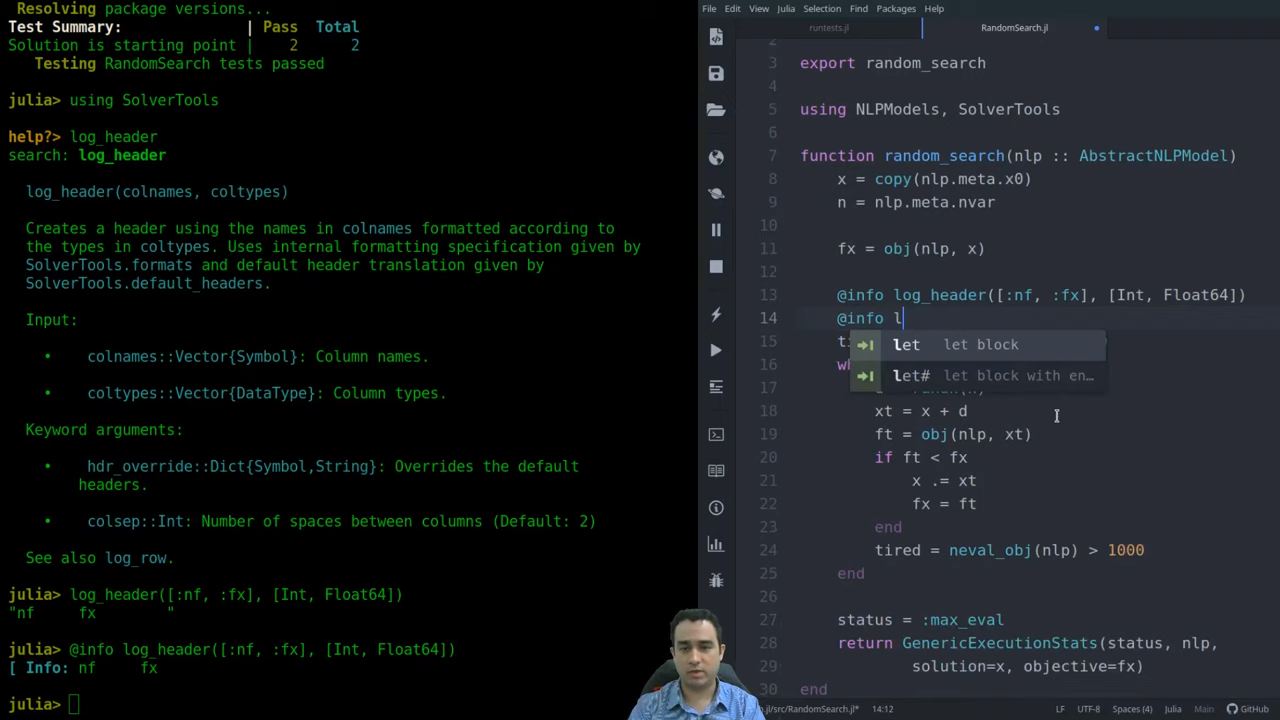 Resolving package versions...
Test Summary:            | Pass  Total
Solution is starting point |    2      2
Testing RandomSearch tests passed
julia> using SolverTools
help?> log_header
search: log_header
log_header(colnames, coltypes)
Creates a header using the names in colnames formatted according to
the types in coltypes. Uses internal formatting specification given by
SolverTools.formats and default header translation given by
SolverTools.default_headers.
Input:
• colnames::Vector{Symbol}: Column names.
• coltypes::Vector{DataType}: Column types.
Keyword arguments:
• hdr_override::Dict{Symbol,String}: Overrides the default
headers.
• colsep::Int: Number of spaces between columns (Default: 2)
See also log_row.
julia> log_header([:nf, :fx], [Int, Float64])
"nf     fx        "
julia> @info log_header([:nf, :fx], [Int, Float64])
[ Info: nf     fx
julia>
File Edit View Julia Selection Find Packages Help
runtests.jl RandomSearch.jl
2
3 export random_search
4
5 using NLPModels, SolverTools
6
7 function random_search(nlp :: AbstractNLPModel)
8 x = copy(nlp.meta.x0)
9 n = nlp.meta.nvar
10
11 fx = obj(nlp, x)
12
13 @info log_header([:nf, :fx], [Int, Float64])
14 @info l
15
let let block
16
let# let block with en…
17
18 xt = x + d
19 ft = obj(nlp, xt)
20 if ft < fx
21 x .= xt
22 fx = ft
23 end
24 tired = neval_obj(nlp) > 1000
25 end
26
27 status = :max_eval
28 return GenericExecutionStats(status, nlp,
29 solution=x, objective=fx)
30 end
n.jl/src/RandomSearch.jl* 14:12 LF UTF-8 Spaces (4) Julia Main GitHub